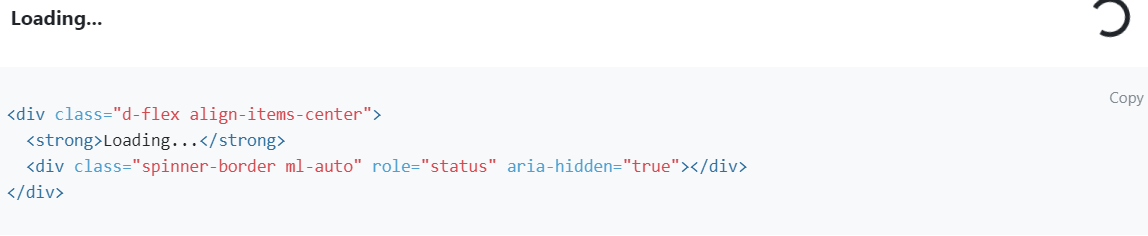 Loading...
Copy
<div class="d-flex align-items-center">
  <strong>Loading...</strong>
  <div class="spinner-border ml-auto" role="status" aria-hidden="true"></div>
</div>